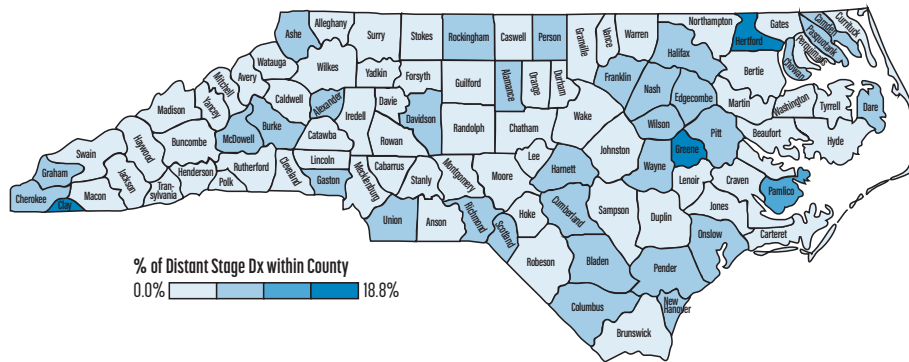 Ashe
Alleghany
Surry
Stokes
Rockingham
Caswell
Person
Granville
Vance
Warren
Northampton
Hertford
Gates
Camden
Currituck
Pasquotank
Perquimans
Chowan
Halifax
Bertie
Watauga
Wilkes
Yadkin
Forsyth
Guilford
Alamance
Orange
Durham
Franklin
Nash
Edgecombe
Martin
Washington
Tyrrell
Dare
Mitchell
Avery
Caldwell
Alexander
Iredell
Davie
Davidson
Randolph
Chatham
Wake
Wilson
Pitt
Beaufort
Hyde
Madison
Yancey
Burke
McDowell
Catawba
Rowan
Johnston
Greene
Wayne
Swain
Haywood
Buncombe
Rutherford
Cleveland
Lincoln
Gaston
Mecklenburg
Cabarrus
Stanly
Montgomery
Moore
Lee
Harnett
Lenoir
Craven
Pamlico
Jones
Carteret
Graham
Cherokee
Clay
Macon
Jackson
Tran-
sylvania
Henderson
Polk
Union
Anson
Richmond
Scotland
Hoke
Cumberland
Sampson
Duplin
Onslow
Robeson
Bladen
Pender
Columbus
New
Hanover
Brunswick
% of Distant Stage Dx within County
0.0% 18.8%